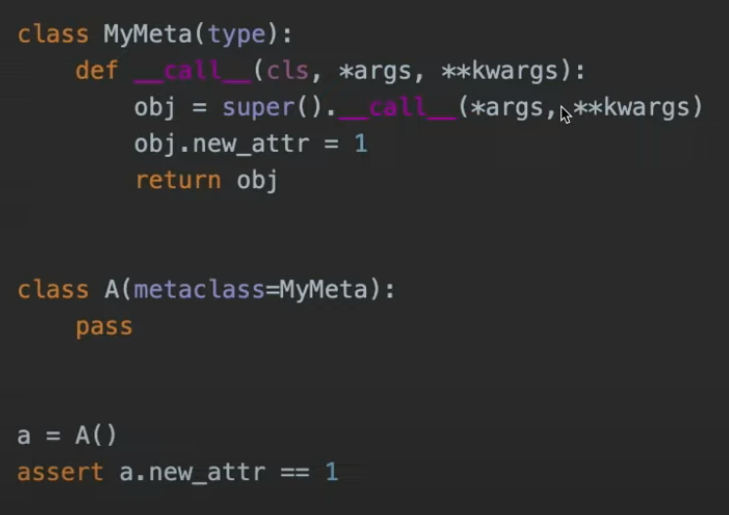 class MyMeta(type):
    def __call__(cls, *args, **kwargs):
        obj = super().__call__(*args, **kwargs)
        obj.new_attr = 1
        return obj
class A(metaclass=MyMeta):
    pass
a = A()
assert a.new_attr == 1